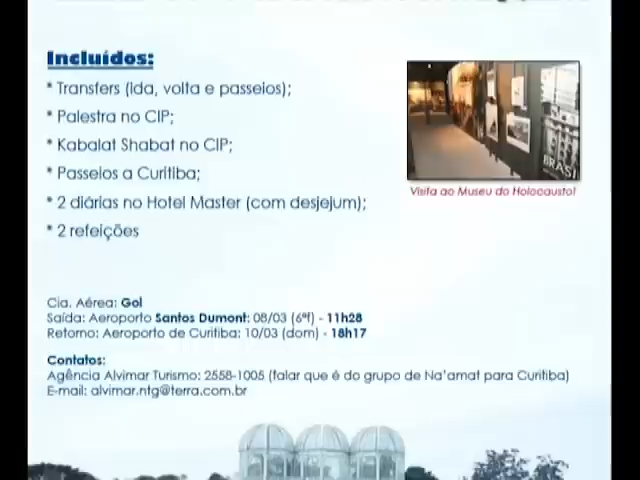 Incluídos:
* Transfers (Ida, volta e passeios);
* Palestra no CIP;
* Kabalat Shabat no CIP;
* Passeios a Curitiba;
* 2 diárias no Hotel Master (com desjejum);
* 2 refeições
BRASI
Visita ao Museu do Holocausto!
Cia. Aérea: Gol
Saída: Aeroporto Santos Dumont: 08/03 (6ªf) - 11h28
Retorno: Aeroporto de Curitiba: 10/03 (dom) - 18h17
Contatos:
Agência Alvimar Turismo: 2558-1005 (falar que é do grupo de Na'amat para Curitiba)
E-mail: alvimar.ntg@terra.com.br